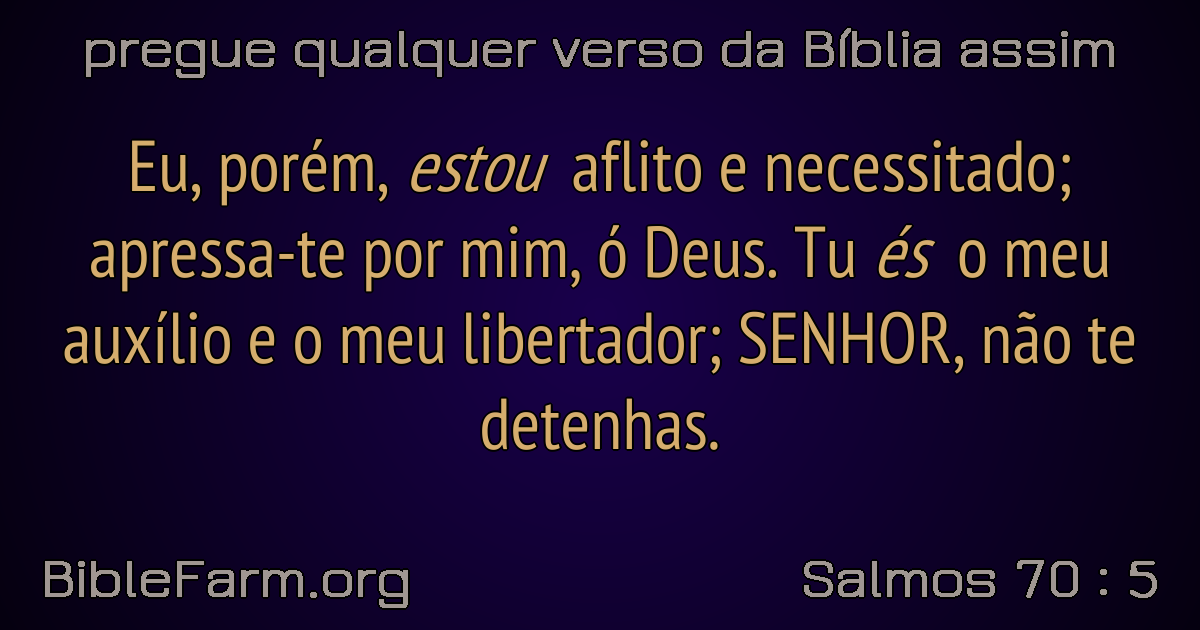 pregue qualquer verso da Bíblia assim
Eu, porém, estou aflito e necessitado;
apressa-te por mim, ó Deus. Tu és o meu
auxílio e o meu libertador; SENHOR, não te
detenhas.
BibleFarm.org
Salmos 70 : 5